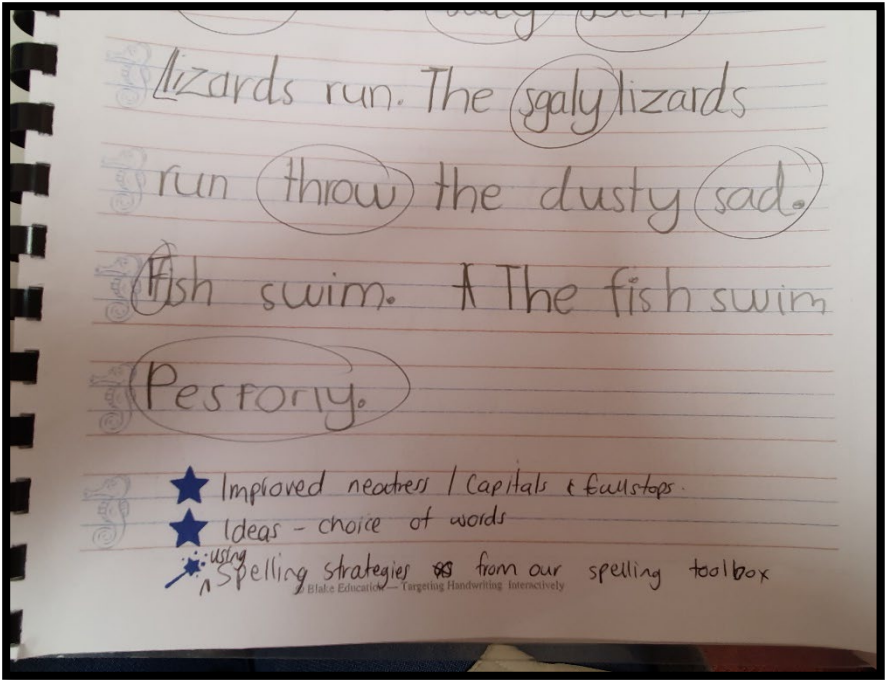 lizards run. The sgaly lizards
run throw the dusty sad.
Fish swim. The fish swim
Pesforly.
Improved neatness / Capitals & fullstops.
Ideas - choice of words
using
Spelling strategies from our spelling toolbox
Blake Education — Targeting Handwriting Interactively